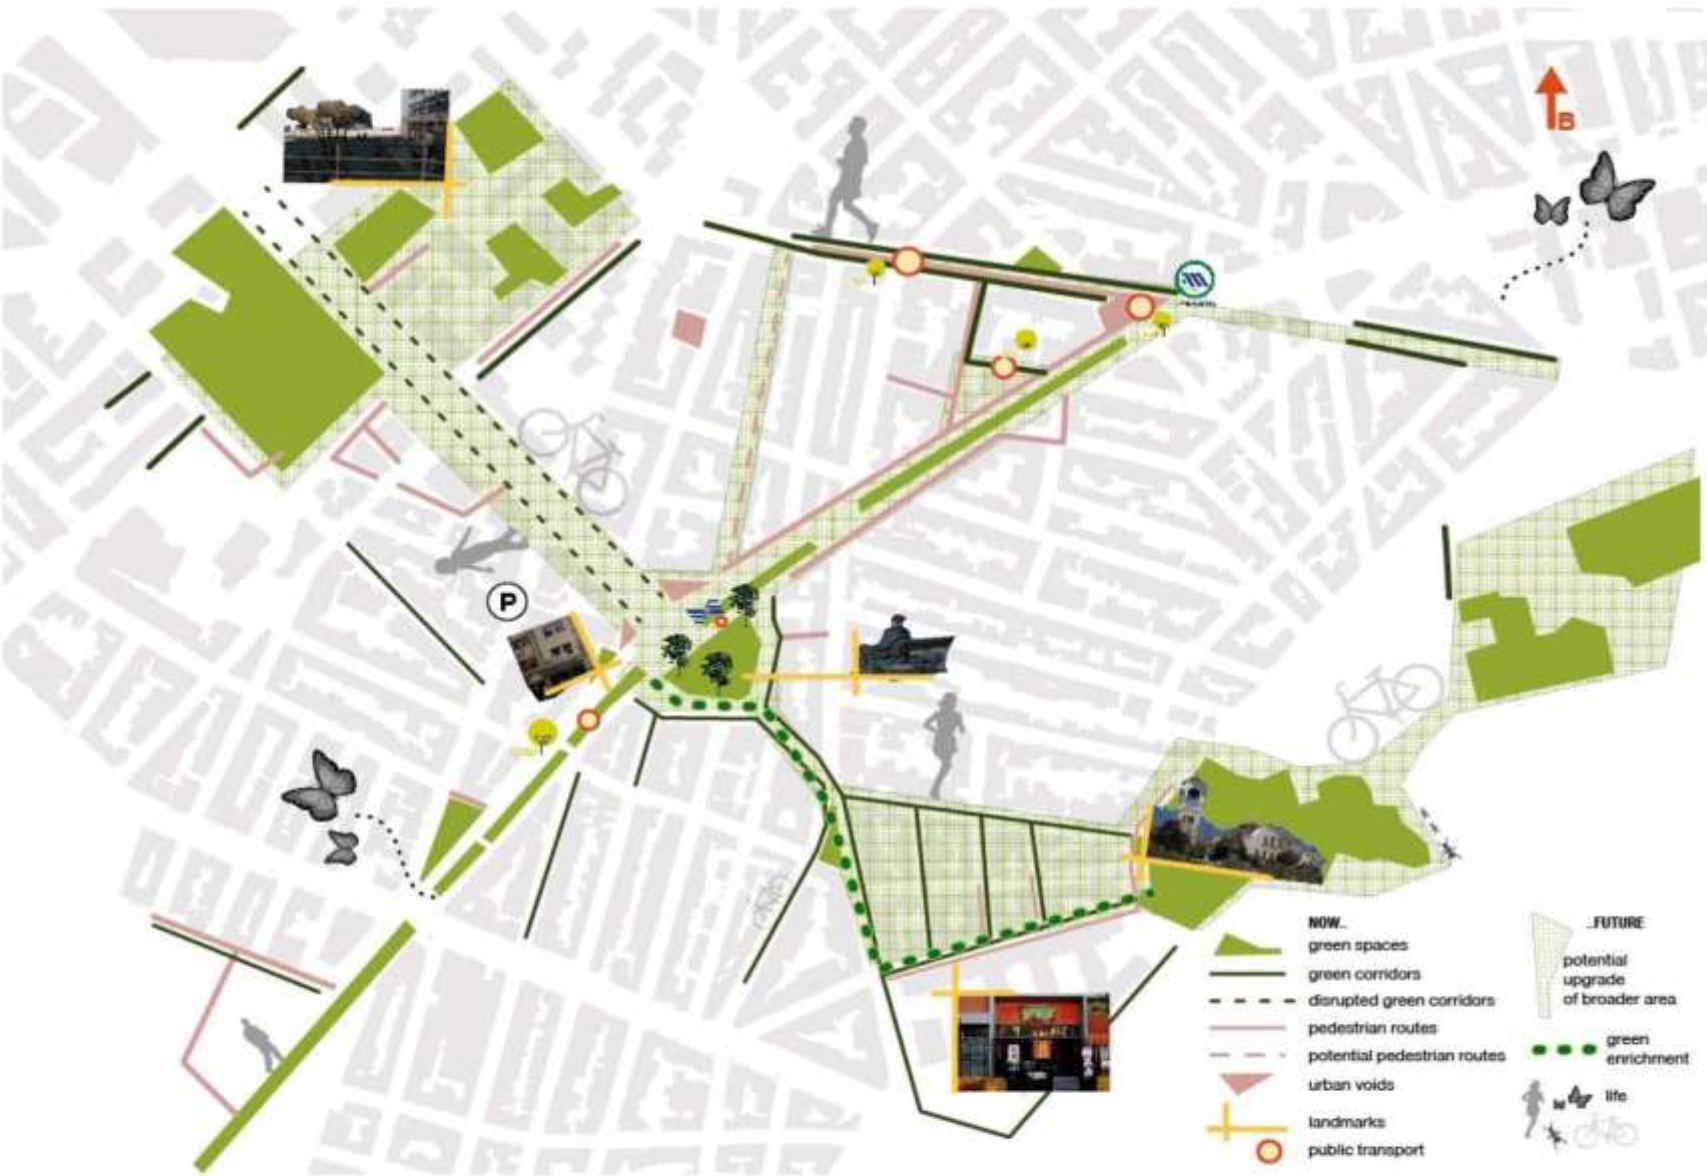 B
P
NOW..
green spaces
green corridors
disrupted green corridors
pedestrian routes
potential pedestrian routes
urban voids
landmarks
public transport
..FUTURE
potential
upgrade
of broader area
green
enrichment
life